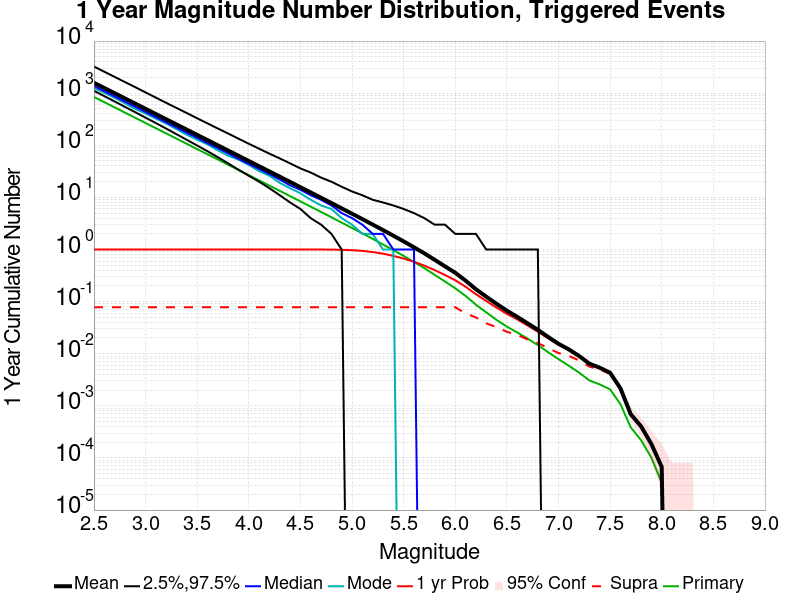 1 Year Magnitude Number Distribution, Triggered Events
1 Year Cumulative Number
10^4
10^3
10^2
10^1
10^0
10^-1
10^-2
10^-3
10^-4
10^-5
2.5 3.0 3.5 4.0 4.5 5.0 5.5 6.0 6.5 7.0 7.5 8.0 8.5 9.0
Magnitude
Mean 2.5%,97.5% Median Mode 1 yr Prob 95% Conf Supra Primary